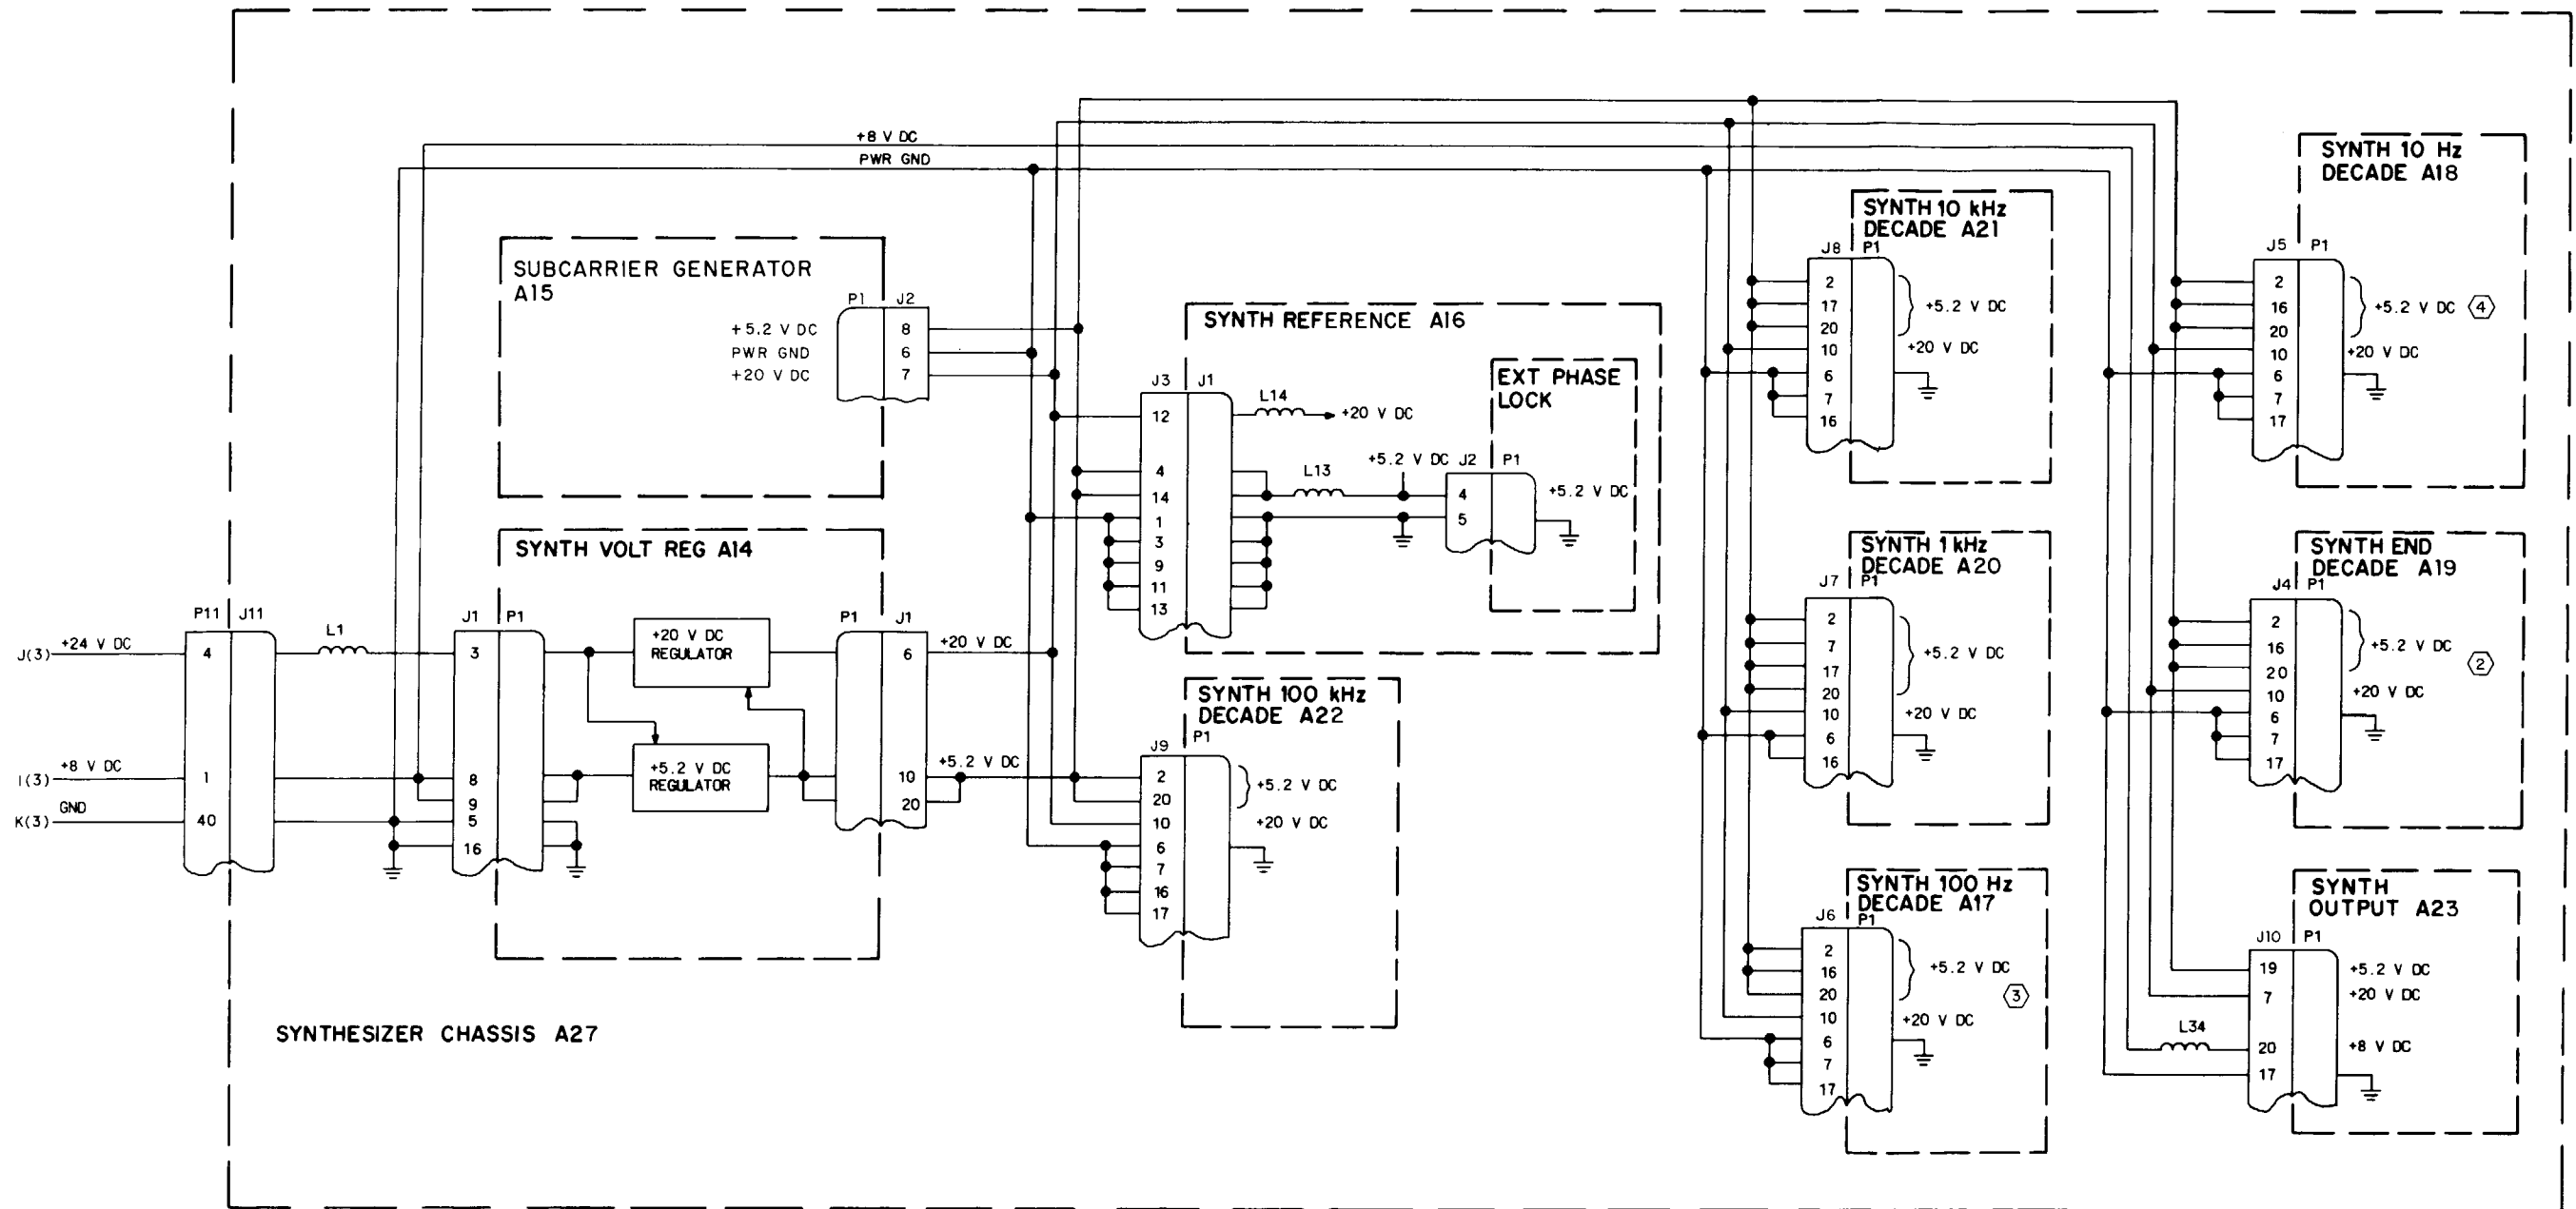 +8 V DC
PWR GND
SUBCARRIER GENERATOR
A15
P1 J2
+5.2 V DC 8
PWR GND 6
+20 V DC 7
SYNTH VOLT REG A14
P11 J11
J(3) +24 V DC 4
L1
I(3) +8 V DC 1
GND
K(3) 40
J1 P1
3
8
9
5
16
+20 V DC
REGULATOR
+5.2 V DC
REGULATOR
P1 J1
6 +20 V DC
10 +5.2 V DC
20
SYNTHESIZER CHASSIS A27
SYNTH REFERENCE A16
J3 J1
12
4
14
1
3
9
11
13
L14
+20 V DC
L13
+5.2 V DC
EXT PHASE
LOCK
J2 P1
4 +5.2 V DC
5
SYNTH 100 kHz
DECADE A22
J9 P1
2
20
10
6
7
16
17
+5.2 V DC
+20 V DC
SYNTH 10 kHz
DECADE A21
J8 P1
2
17
20
10
6
7
16
+5.2 V DC
+20 V DC
SYNTH 1 kHz
DECADE A20
J7 P1
2
7
17
20
10
6
16
+5.2 V DC
+20 V DC
SYNTH 100 Hz
DECADE A17
J6 P1
2
16
20
10
6
7
17
+5.2 V DC
3
+20 V DC
SYNTH 10 Hz
DECADE A18
J5 P1
2
16
20
10
6
7
17
+5.2 V DC 4
+20 V DC
SYNTH END
DECADE A19
J4 P1
2
16
20
10
6
7
17
+5.2 V DC
2
+20 V DC
SYNTH
OUTPUT A23
J10 P1
19 +5.2 V DC
7 +20 V DC
L34
20 +8 V DC
17